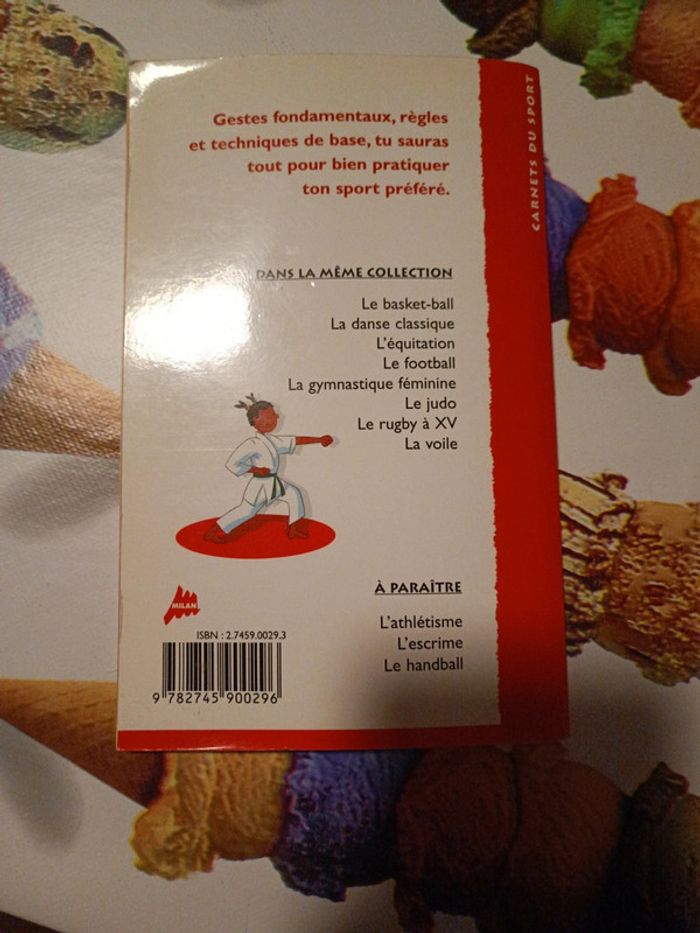 Gestes fondamentaux, règles
et techniques de base, tu sauras
tout pour bien pratiquer
ton sport préféré.
CARNETS DU SPORT
DANS LA MÊME COLLECTION
Le basket-ball
La danse classique
L'équitation
Le football
La gymnastique féminine
Le judo
Le rugby à XV
La voile
À PARAÎTRE
L'athlétisme
L'escrime
Le handball
MILAN
ISBN : 2.7459.0029.3
9 782745 900296